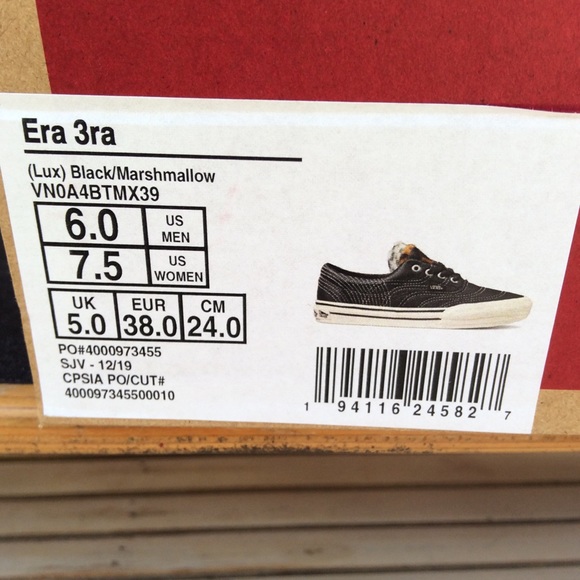 Era 3ra
(Lux) Black/Marshmallow
VN0A4BTMX39
6.0 US MEN
7.5 US WOMEN
UK 5.0 EUR 38.0 CM 24.0
PO#4000973455
SJV - 12/19
CPSIA PO/CUT#
400097345500010
1 94116 24582 7